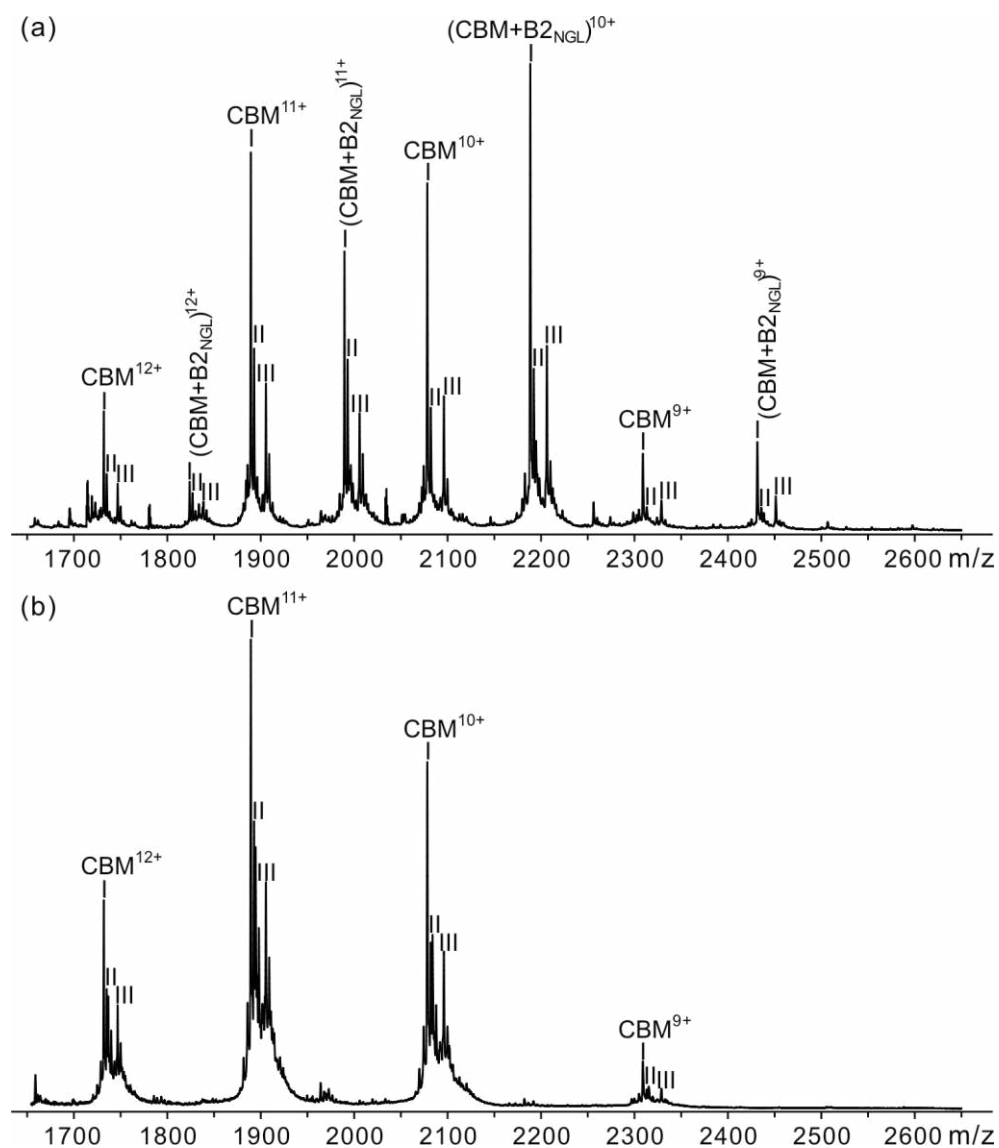 (a)
(CBM+B2NGL)10+
CBM11+
(CBM+B2NGL)11+
CBM10+
(CBM+B2NGL)12+
(CBM+B2NGL)9+
CBM12+
CBM9+
I I I I I I I I
II II II II II II II II
III III III III III III III III
1700 1800 1900 2000 2100 2200 2300 2400 2500 2600 m/z
(b)
CBM11+
CBM10+
CBM12+
CBM9+
I I I I
II II II II
III III III III
1700 1800 1900 2000 2100 2200 2300 2400 2500 2600 m/z